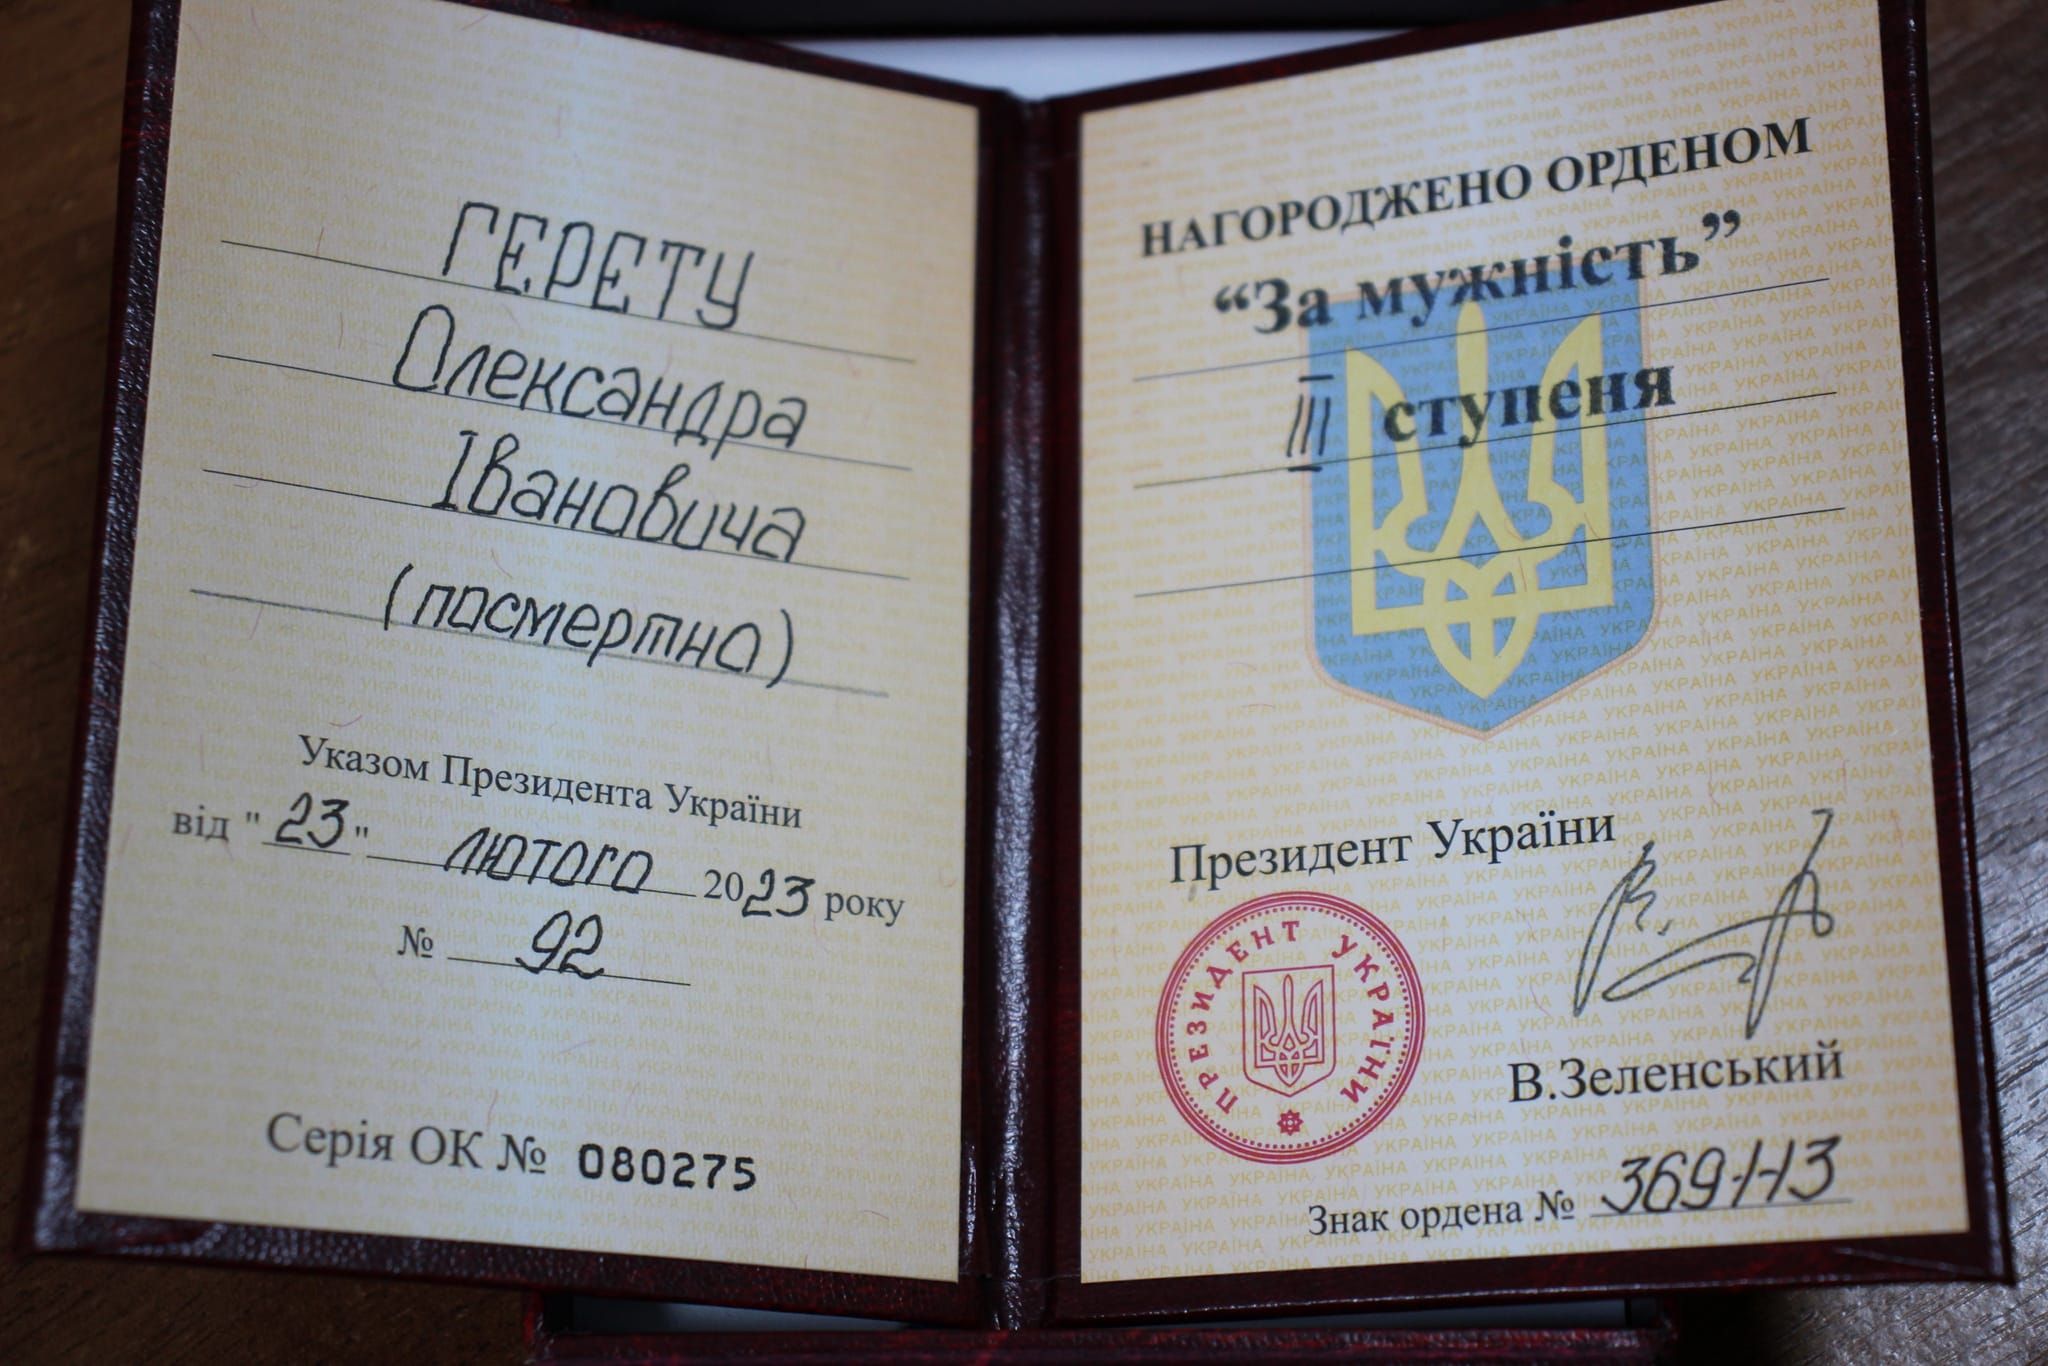 ГЕРЕТУ
Олександра
Івановича
(посмертно)
Указом Президента України
від "23" лютого 2023 року
№ 92
Серія ОК № 080275
НАГОРОДЖЕНО ОРДЕНОМ
“За мужність”
III ступеня
Президент України
ПРЕЗИДЕНТ УКРАЇНИ
В.Зеленський
Знак ордена №